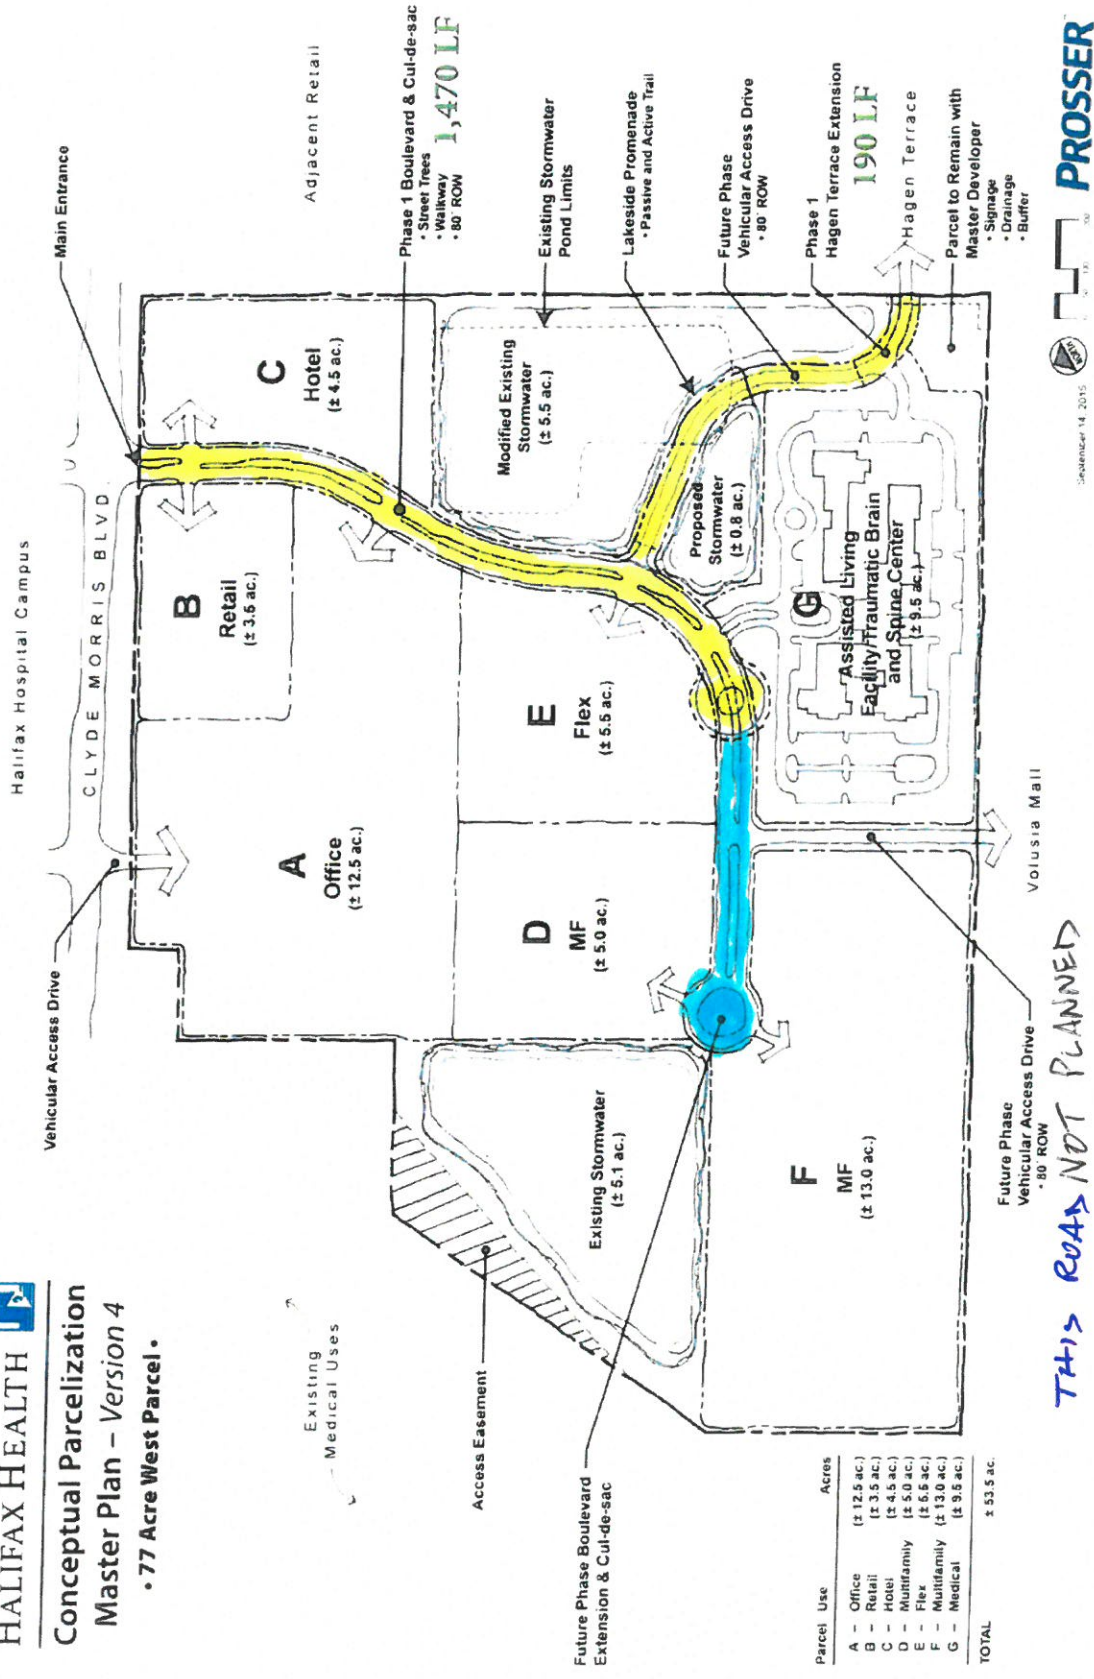 HALIFAX HEALTH
Conceptual Parcelization
Master Plan – Version 4
• 77 Acre West Parcel •
Halifax Hospital Campus
CLYDE MORRIS BLVD
Vehicular Access Drive
Main Entrance
Adjacent Retail
Phase 1 Boulevard & Cul-de-sac
• Street Trees
• Walkway
• 80' ROW
1,470 LF
Existing Stormwater
Pond Limits
Lakeside Promenade
• Passive and Active Trail
Future Phase
Vehicular Access Drive
• 80' ROW
Phase 1
Hagen Terrace Extension
190 LF
Hagen Terrace
Parcel to Remain with
Master Developer
• Signage
• Drainage
• Buffer
A
Office
(± 12.5 ac.)
B
Retail
(± 3.5 ac.)
C
Hotel
(± 4.5 ac.)
Modified Existing
Stormwater
(± 5.5 ac.)
D
MF
(± 5.0 ac.)
E
Flex
(± 5.5 ac.)
Proposed
Stormwater
(± 0.8 ac.)
G
Assisted Living
Facility/Traumatic Brain
and Spine Center
(± 9.5 ac.)
Existing
Medical Uses
Access Easement
Existing Stormwater
(± 5.1 ac.)
F
MF
(± 13.0 ac.)
Future Phase Boulevard
Extension & Cul-de-sac
Future Phase
Vehicular Access Drive
• 80' ROW
Volusia Mall
THIS ROAD NOT PLANNED
Parcel Use Acres
A – Office (± 12.5 ac.)
B – Retail (± 3.5 ac.)
C – Hotel (± 4.5 ac.)
D – Multifamily (± 5.0 ac.)
E – Flex (± 5.5 ac.)
F – Multifamily (± 13.0 ac.)
G – Medical (± 9.5 ac.)
TOTAL ± 53.5 ac.
September 14, 2015
NORTH
PROSSER